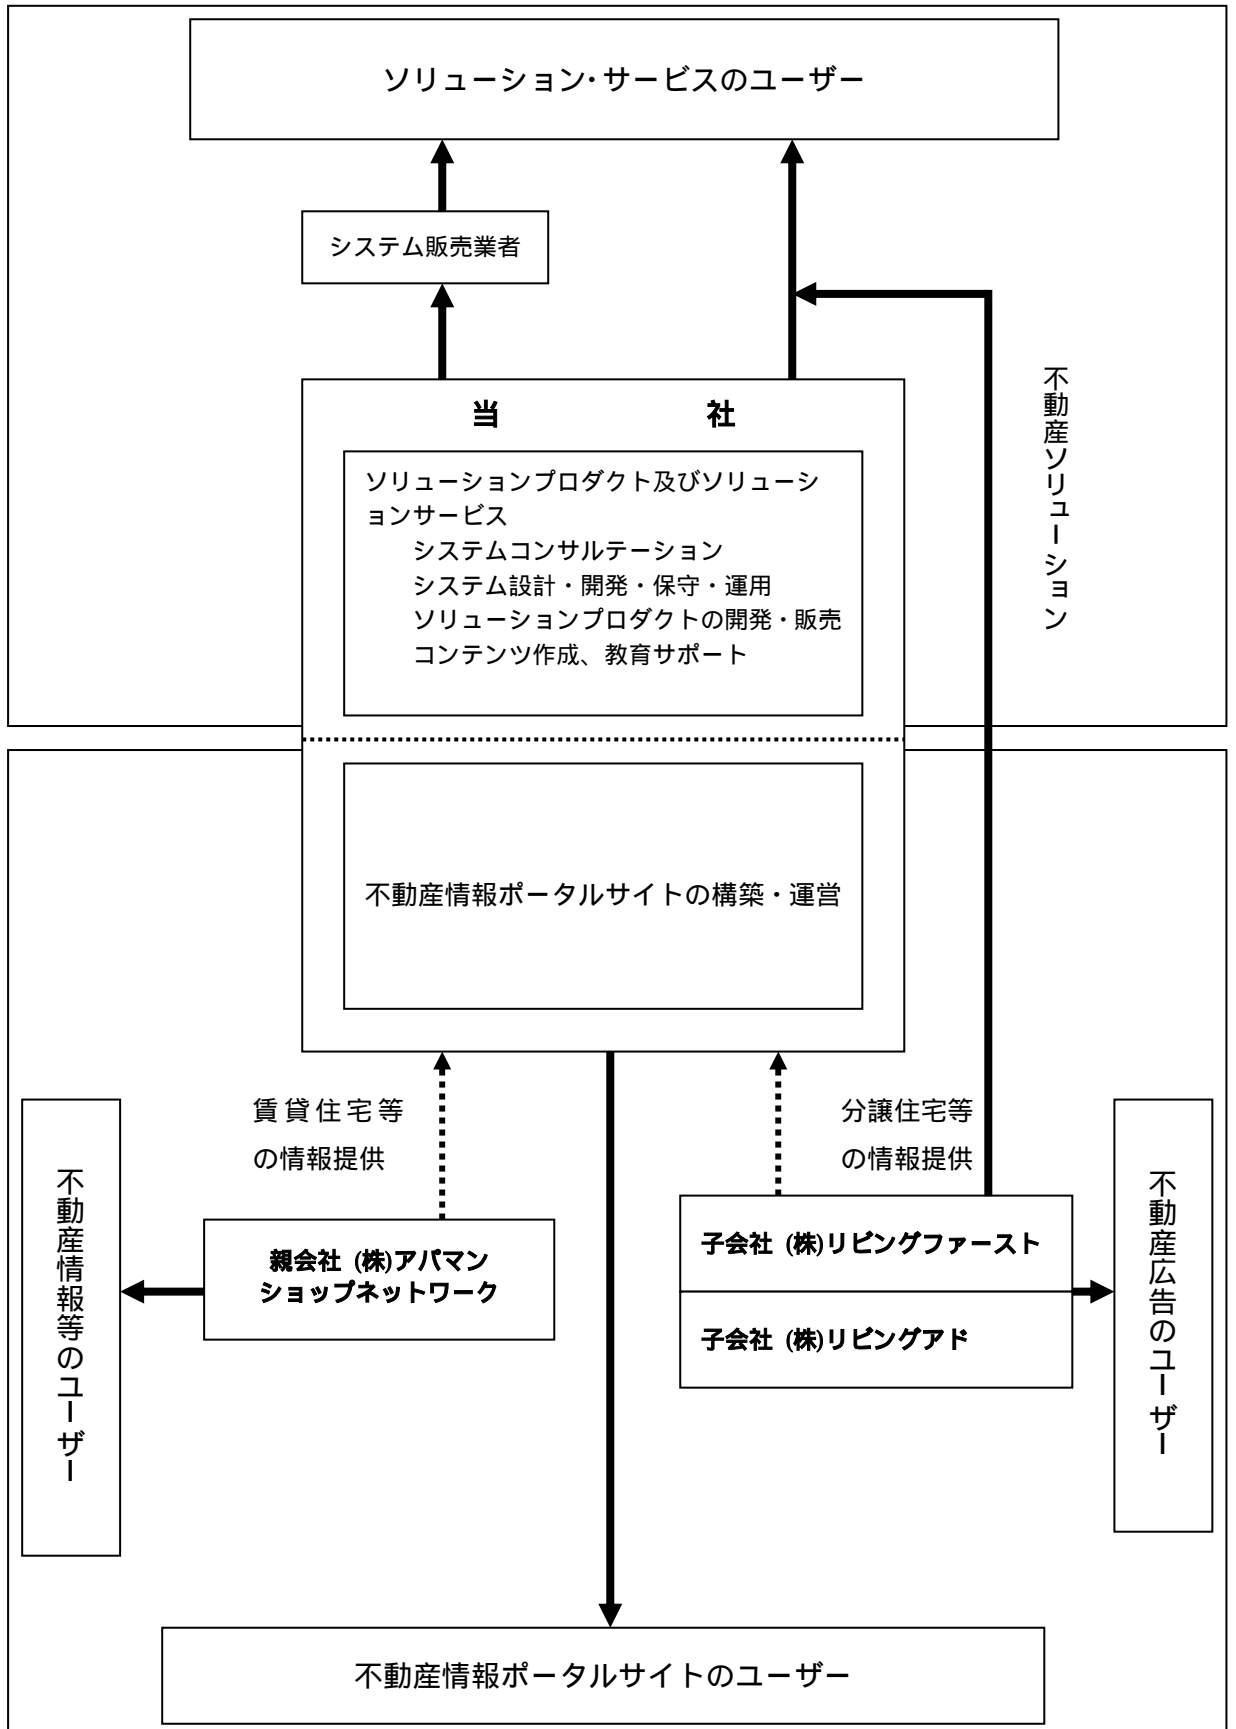 ソリューション・サービスのユーザー
システム販売業者
当　　　社
不動産ソリューション
ソリューションプロダクト及びソリューシ
ョンサービス
システムコンサルテーション
システム設計・開発・保守・運用
ソリューションプロダクトの開発・販売
コンテンツ作成、教育サポート
不動産情報ポータルサイトの構築・運営
賃貸住宅等
の情報提供
分譲住宅等
の情報提供
不動産情報等のユーザー
親会社 (株)アパマン
ショップネットワーク
子会社 (株)リビングファースト
子会社 (株)リビングアド
不動産広告のユーザー
不動産情報ポータルサイトのユーザー